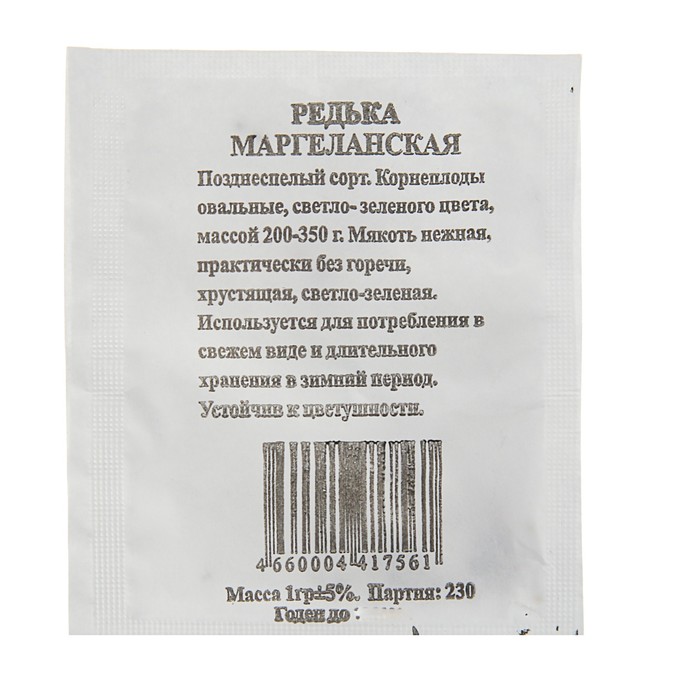 РЕДЬКА
МАРГЕЛАНСКАЯ
Позднеспелый сорт. Корнеплоды
овальные, светло- зеленого цвета,
массой 200-350 г. Мякоть нежная,
практически без горечи,
хрустящая, светло-зеленая.
Используется для потребления в
свежем виде и длительного
хранения в зимний период.
Устойчив к цветушности.
4 660004 417561
Масса 1гр±5%. Партия: 230
Годен до